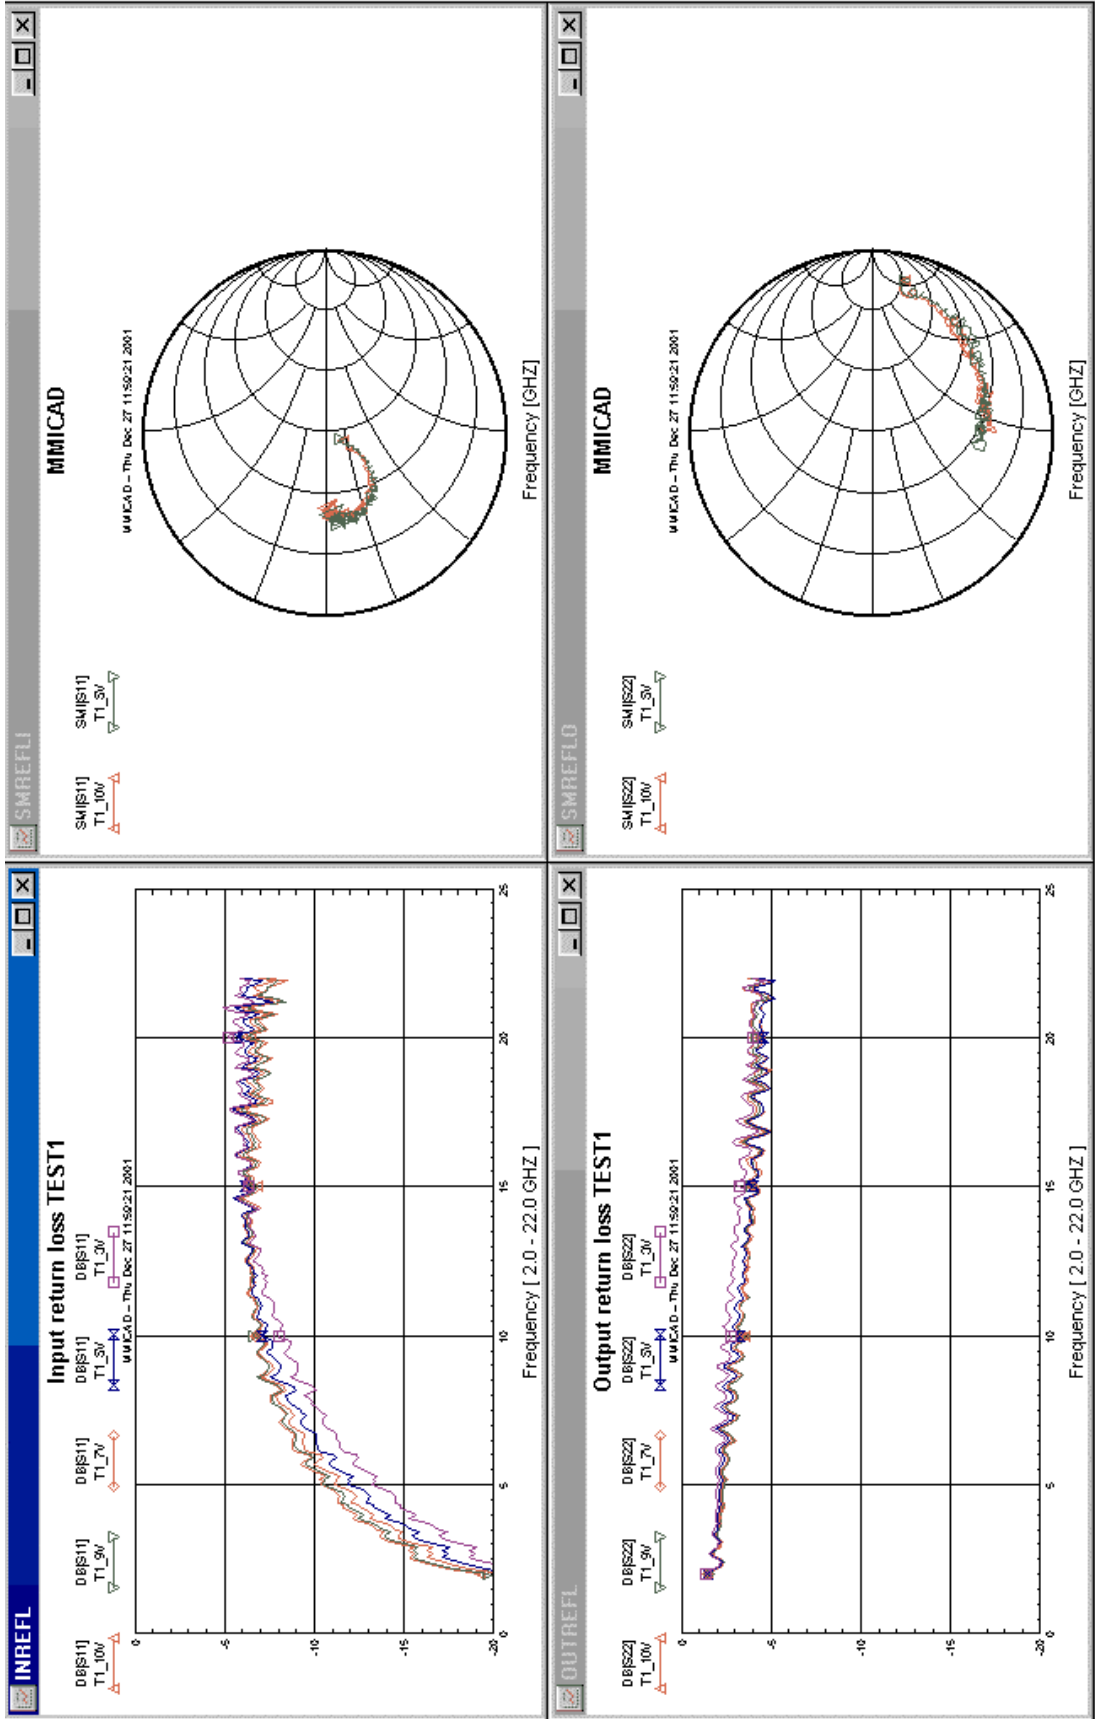 INREFL
Input return loss TEST1
DB|S11| DB|S11| DB|S11| DB|S11| DB|S11|
T1_10V T1_9V T1_7V T1_5V T1_3V
MMICAD - Thu Dec 27 11:59:21 2001
0
-5
-10
-15
-20
0 5 10 15 20 25
Frequency [ 2.0 - 22.0 GHZ ]
SMREFLI
MMICAD
SMI|S11| SMI|S11|
T1_10V T1_5V
MMICAD - Thu Dec 27 11:59:21 2001
Frequency [GHZ]
OUTREFL
Output return loss TEST1
DB|S22| DB|S22| DB|S22| DB|S22| DB|S22|
T1_10V T1_9V T1_7V T1_5V T1_3V
MMICAD - Thu Dec 27 11:59:21 2001
0
-5
-10
-15
-20
0 5 10 15 20 25
Frequency [ 2.0 - 22.0 GHZ ]
SMREFLO
MMICAD
SMI|S22| SMI|S22|
T1_10V T1_5V
MMICAD - Thu Dec 27 11:59:21 2001
Frequency [GHZ]